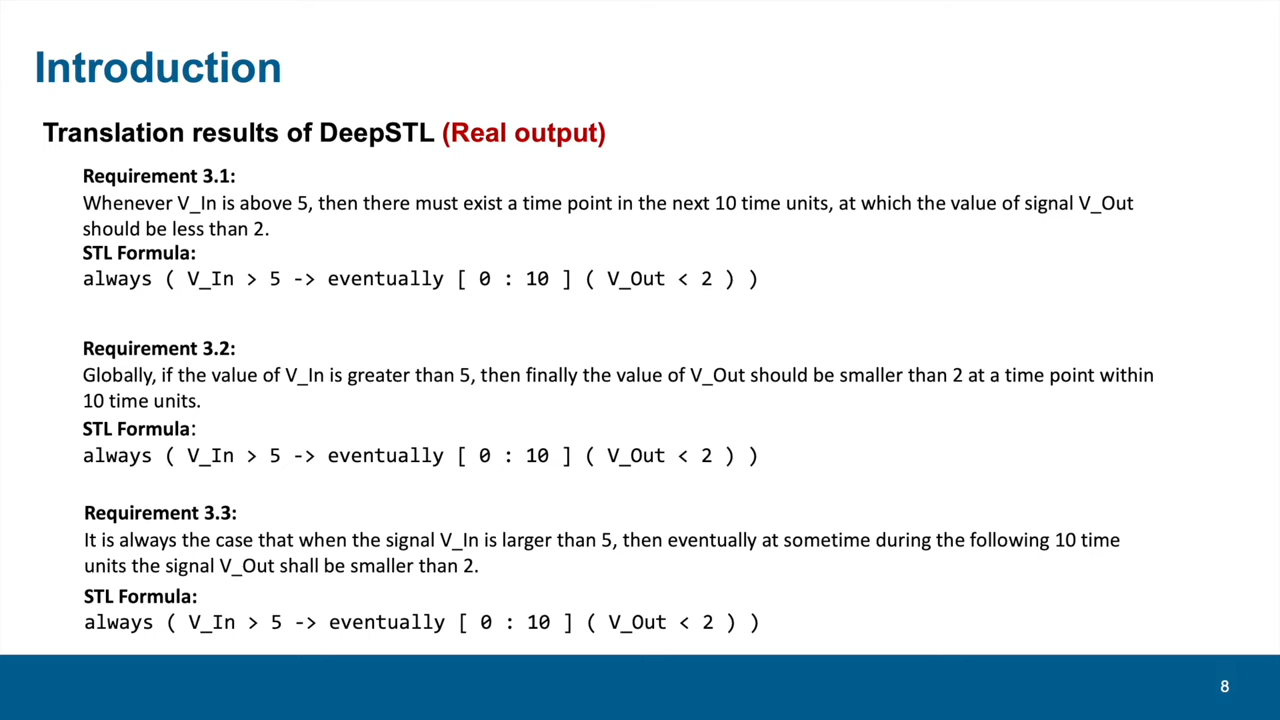 Introduction
Translation results of DeepSTL (Real output)
Requirement 3.1:
Whenever V_In is above 5, then there must exist a time point in the next 10 time units, at which the value of signal V_Out
should be less than 2.
STL Formula:
always ( V_In > 5 -> eventually [ 0 : 10 ] ( V_Out < 2 ) )
Requirement 3.2:
Globally, if the value of V_In is greater than 5, then finally the value of V_Out should be smaller than 2 at a time point within
10 time units.
STL Formula:
always ( V_In > 5 -> eventually [ 0 : 10 ] ( V_Out < 2 ) )
Requirement 3.3:
It is always the case that when the signal V_In is larger than 5, then eventually at sometime during the following 10 time
units the signal V_Out shall be smaller than 2.
STL Formula:
always ( V_In > 5 -> eventually [ 0 : 10 ] ( V_Out < 2 ) )
8